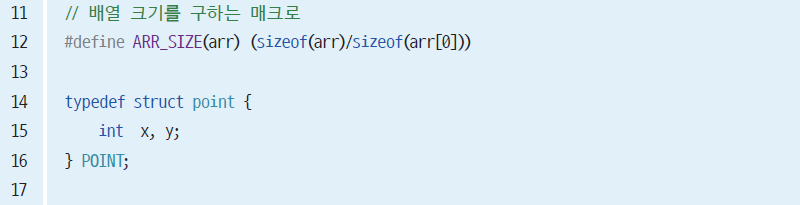 11 // 배열 크기를 구하는 매크로
12 #define ARR_SIZE(arr) (sizeof(arr)/sizeof(arr[0]))
13
14 typedef struct point {
15 int x, y;
16 } POINT;
17